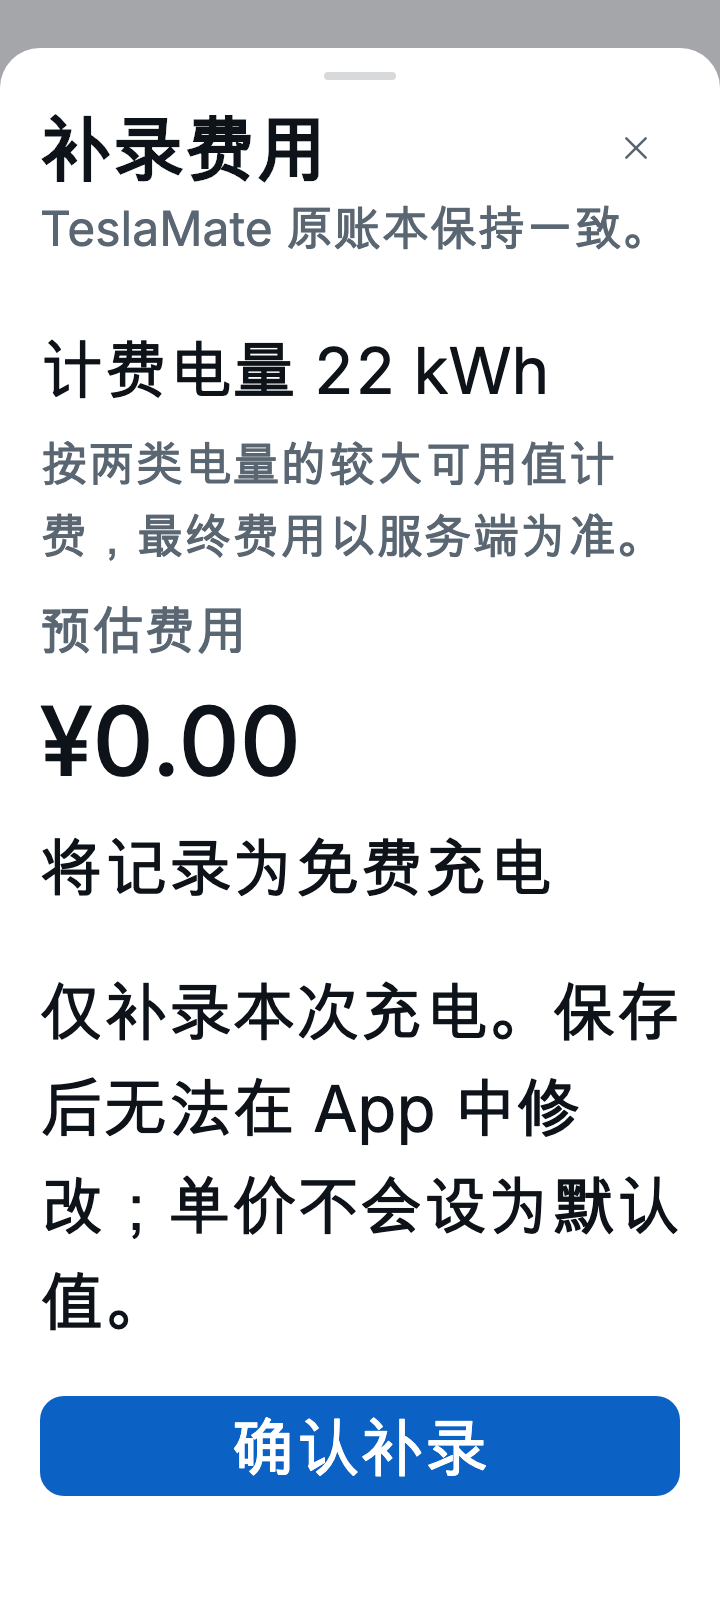 补录费用
TeslaMate 原账本保持一致。
计费电量 22 kWh
按两类电量的较大可用值计
费，最终费用以服务端为准。
预估费用
¥0.00
将记录为免费充电
仅补录本次充电。保存
后无法在 App 中修
改；单价不会设为默认
值。
确认补录